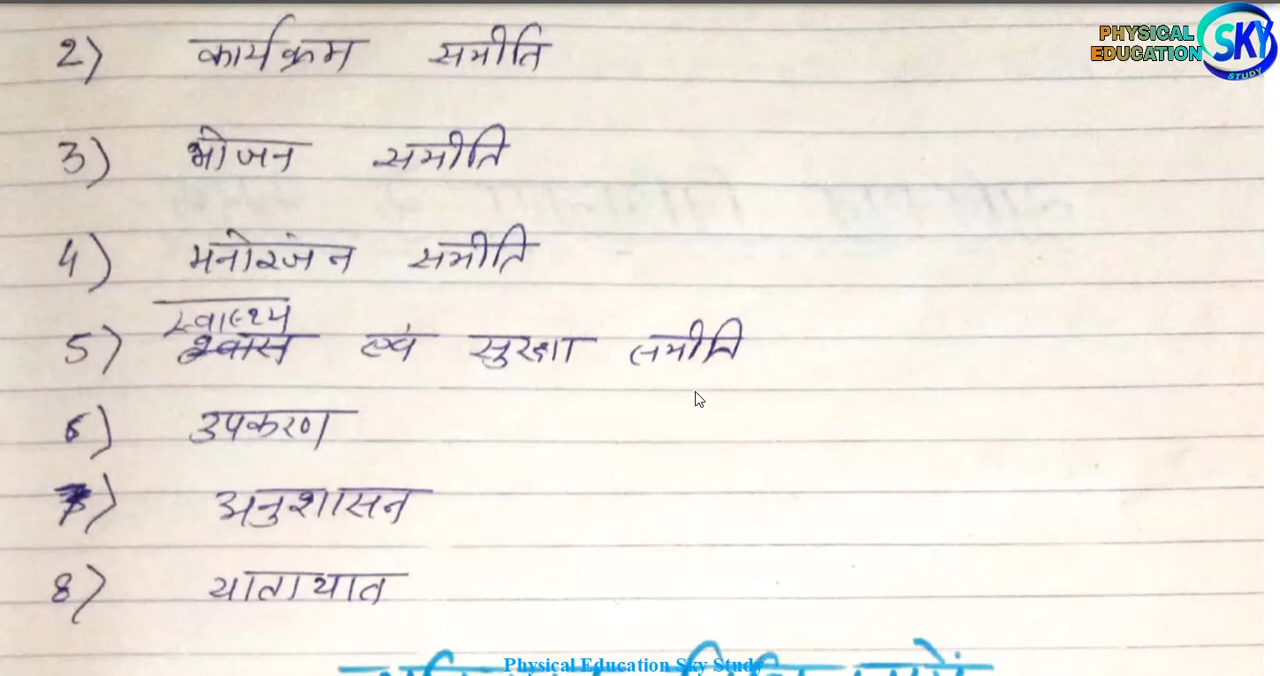 PHYSICAL EDUCATION SKY STUDY
2) कार्यक्रम समीति
3) भोजन समीति
4) मनोरंजन समीति
स्वास्थ्य
5) श्वास एवं सुरक्षा समीति
6) उपकरण
7) अनुशासन
8) यातायात
Physical Education Sky Study